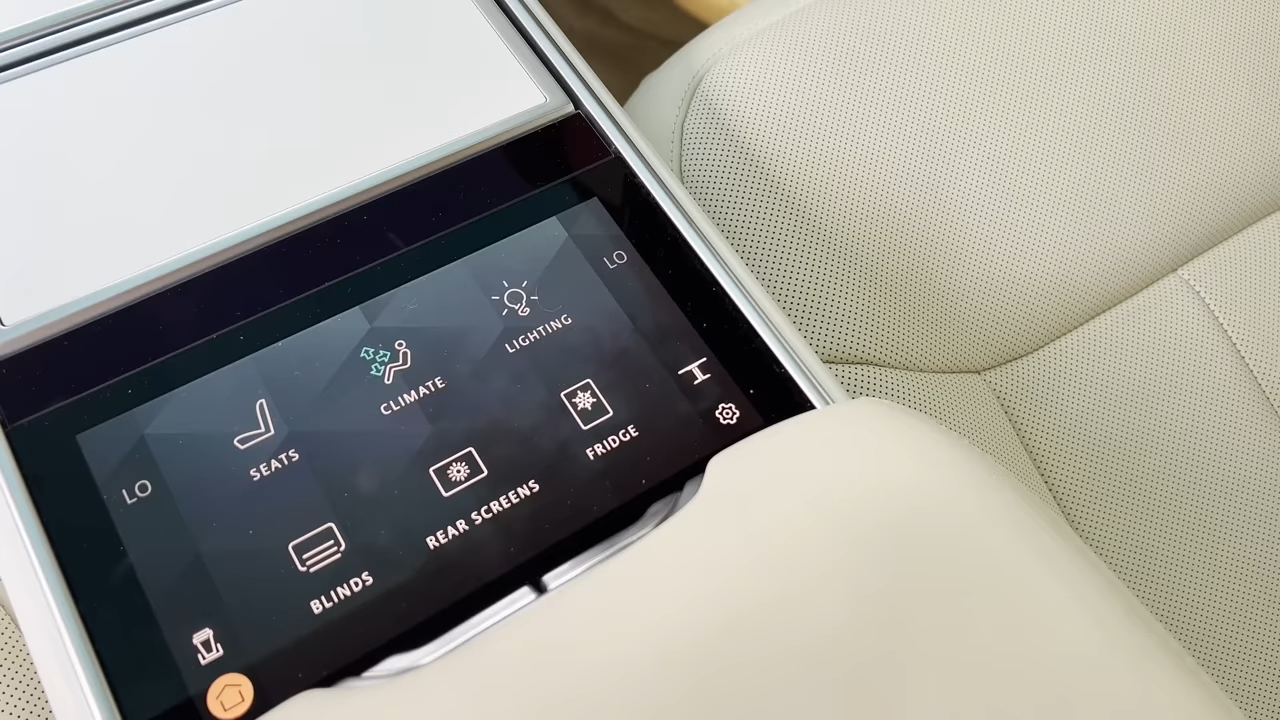 LO
SEATS
CLIMATE
LIGHTING
LO
BLINDS
REAR SCREENS
FRIDGE